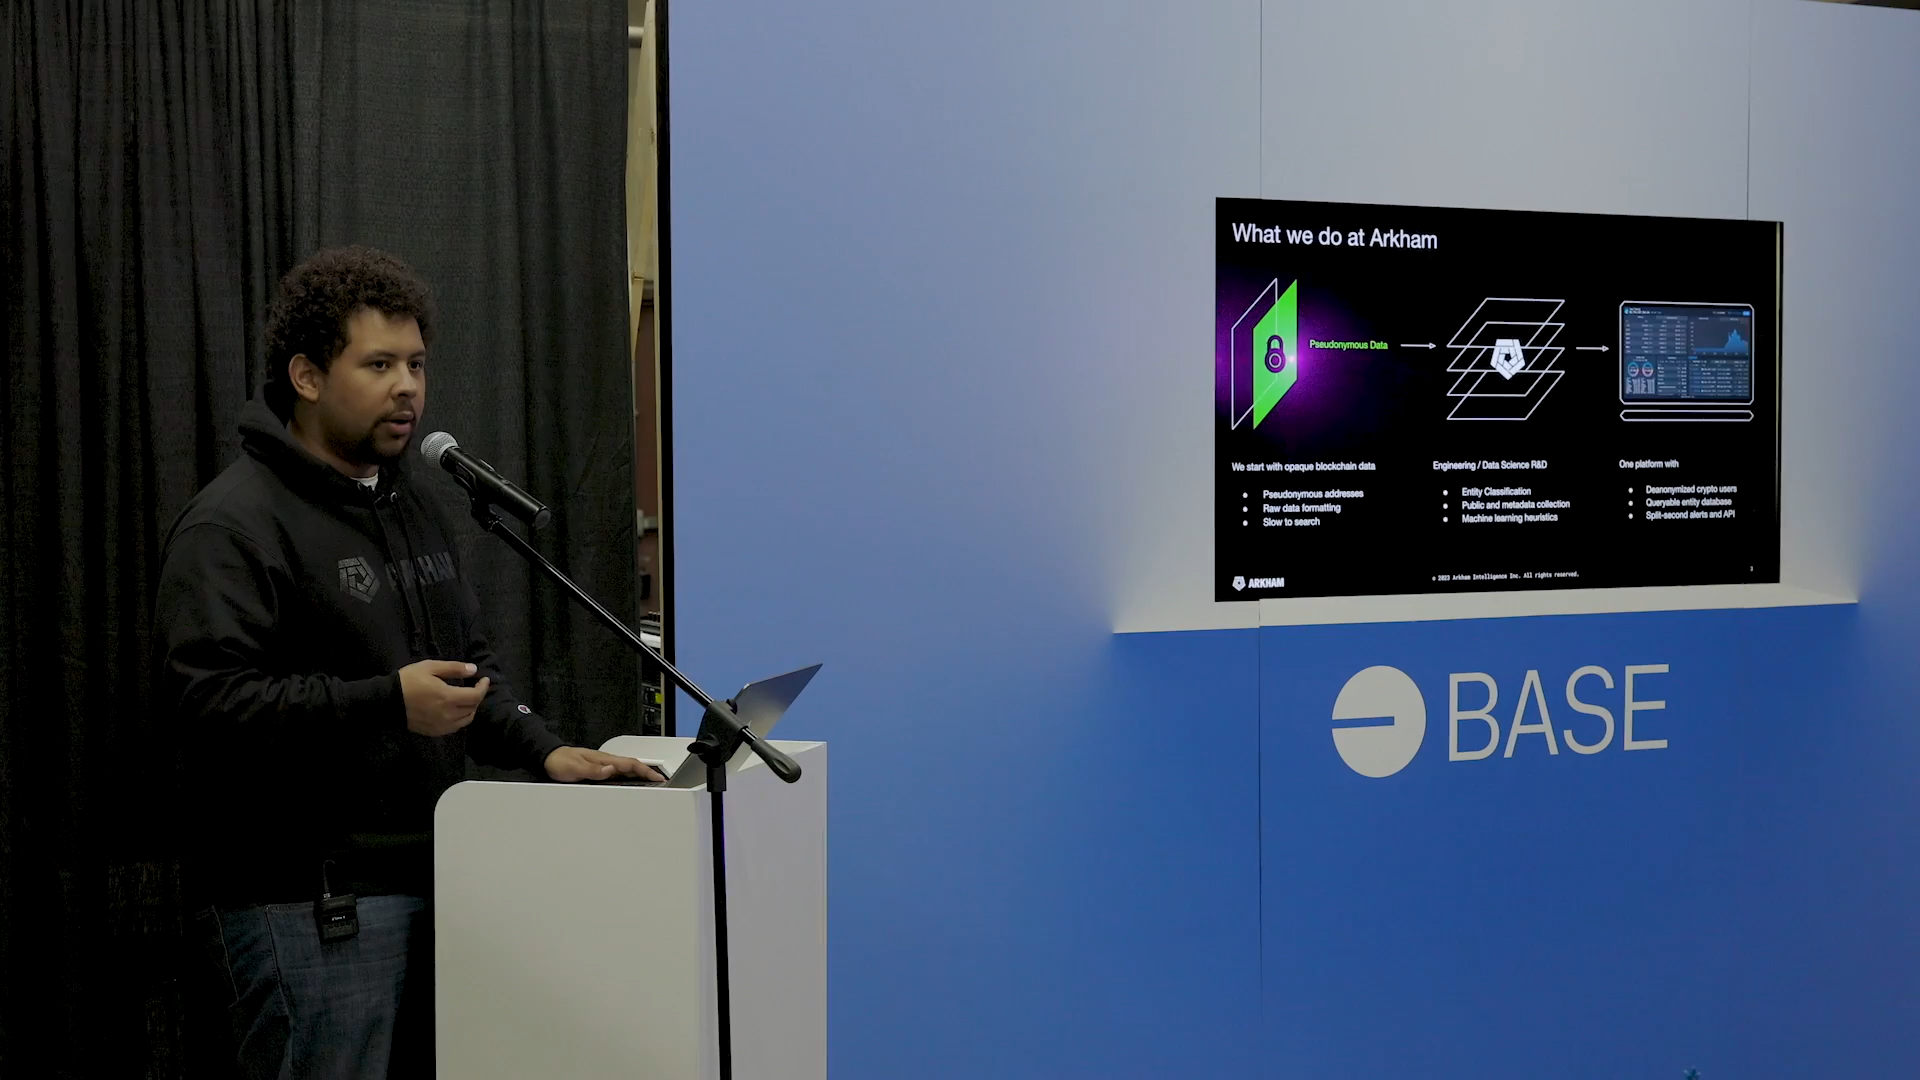 What we do at Arkham
Pseudonymous Data
We start with opaque blockchain data
Pseudonymous addresses
Raw data formatting
Slow to search
Engineering / Data Science R&D
Entity Classification
Public and metadata collection
Machine learning heuristics
One platform with
Deanonymized crypto users
Queryable entity database
Split-second alerts and API
ARKHAM
© 2023 Arkham Intelligence Inc. All rights reserved.
3
BASE